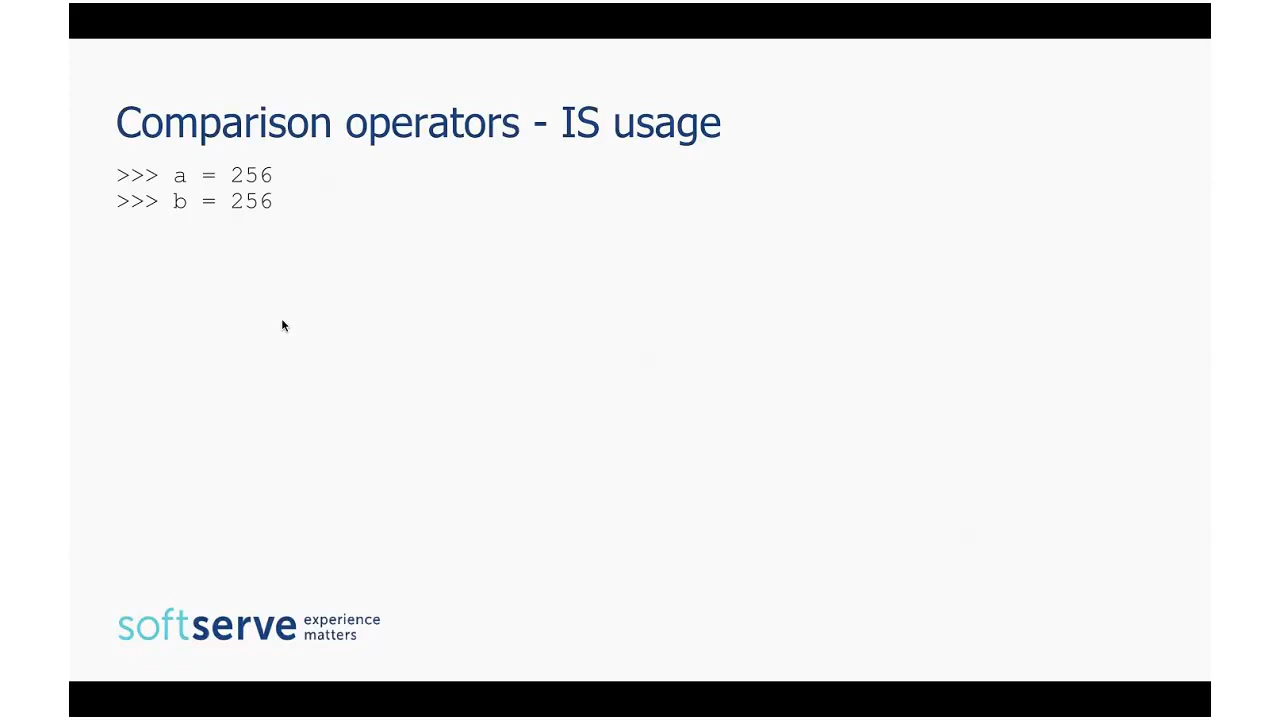 Comparison operators - IS usage
>>> a = 256
>>> b = 256
softserve experience
matters